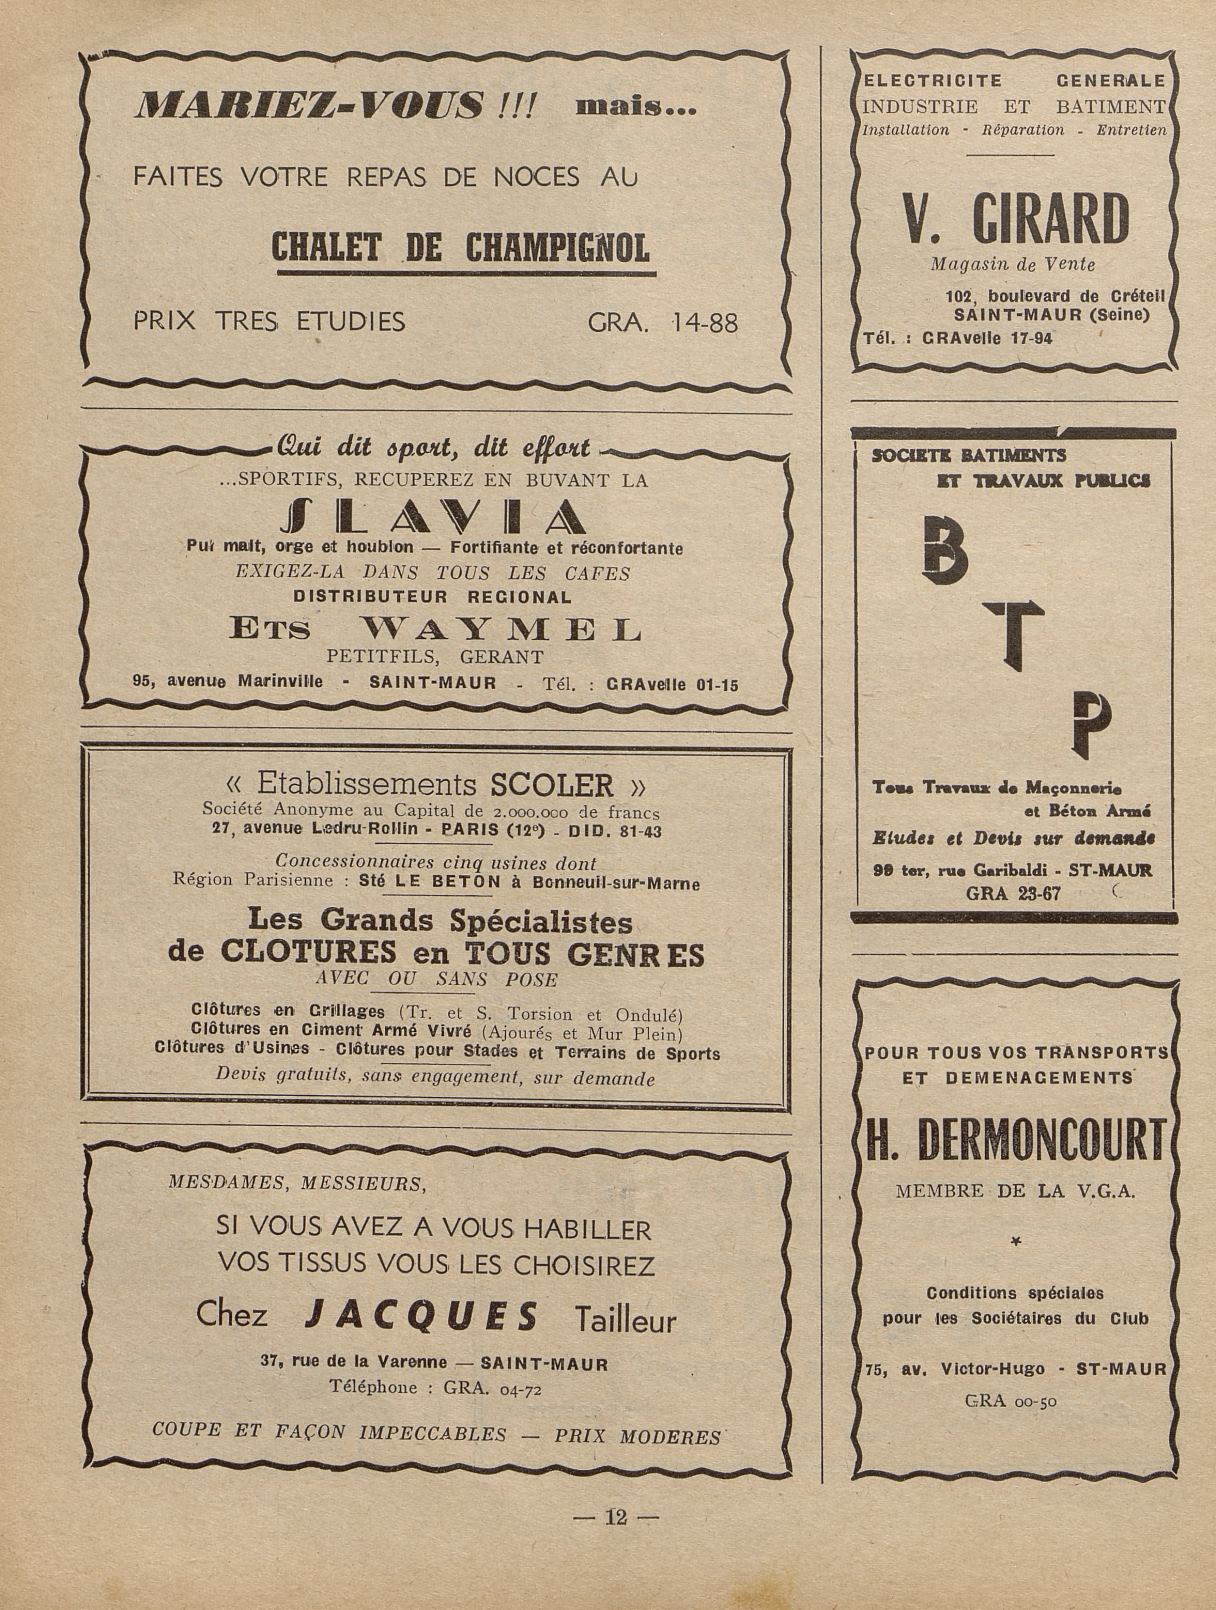 MARIEZ-VOUS !!! mais...
FAITES VOTRE REPAS DE NOCES AU
CHALET DE CHAMPIGNOL
PRIX TRES ETUDIES GRA. 14-88
Qui dit sport, dit effort
...SPORTIFS, RECUPEREZ EN BUVANT LA
SLAVIA
Pur malt, orge et houblon — Fortifiante et réconfortante
EXIGEZ-LA DANS TOUS LES CAFES
DISTRIBUTEUR REGIONAL
ETS WAYMEL
PETITFILS, GERANT
95, avenue Marinville - SAINT-MAUR - Tél. : GRAvelle 01-15
« Etablissements SCOLER »
Société Anonyme au Capital de 2.000.000 de francs
27, avenue Ledru-Rollin - PARIS (12e) - DID. 81-43
Concessionnaires cinq usines dont
Région Parisienne : Sté LE BETON à Bonneuil-sur-Marne
Les Grands Spécialistes
de CLOTURES en TOUS GENRES
AVEC OU SANS POSE
Clôtures en Grillages (Tr. et S. Torsion et Ondulé)
Clôtures en Ciment Armé Vivré (Ajourés et Mur Plein)
Clôtures d'Usines - Clôtures pour Stades et Terrains de Sports
Devis gratuits, sans engagement, sur demande
MESDAMES, MESSIEURS,
SI VOUS AVEZ A VOUS HABILLER
VOS TISSUS VOUS LES CHOISIREZ
Chez JACQUES Tailleur
37, rue de la Varenne — SAINT-MAUR
Téléphone : GRA. 04-72
COUPE ET FAÇON IMPECCABLES — PRIX MODERES
ELECTRICITE GENERALE
INDUSTRIE ET BATIMENT
Installation - Réparation - Entretien
V. GIRARD
Magasin de Vente
102, boulevard de Créteil
SAINT-MAUR (Seine)
Tél. : GRAvelle 17-94
SOCIETE BATIMENTS
ET TRAVAUX PUBLICS
B
T
P
Tous Travaux de Maçonnerie
et Béton Armé
Etudes et Devis sur demande
99 ter, rue Garibaldi - ST-MAUR
GRA 23-67
POUR TOUS VOS TRANSPORTS
ET DEMENAGEMENTS
H. DERMONCOURT
MEMBRE DE LA V.G.A.
Conditions spéciales
pour les Sociétaires du Club
75, av. Victor-Hugo - ST-MAUR
GRA 00-50
— 12 —